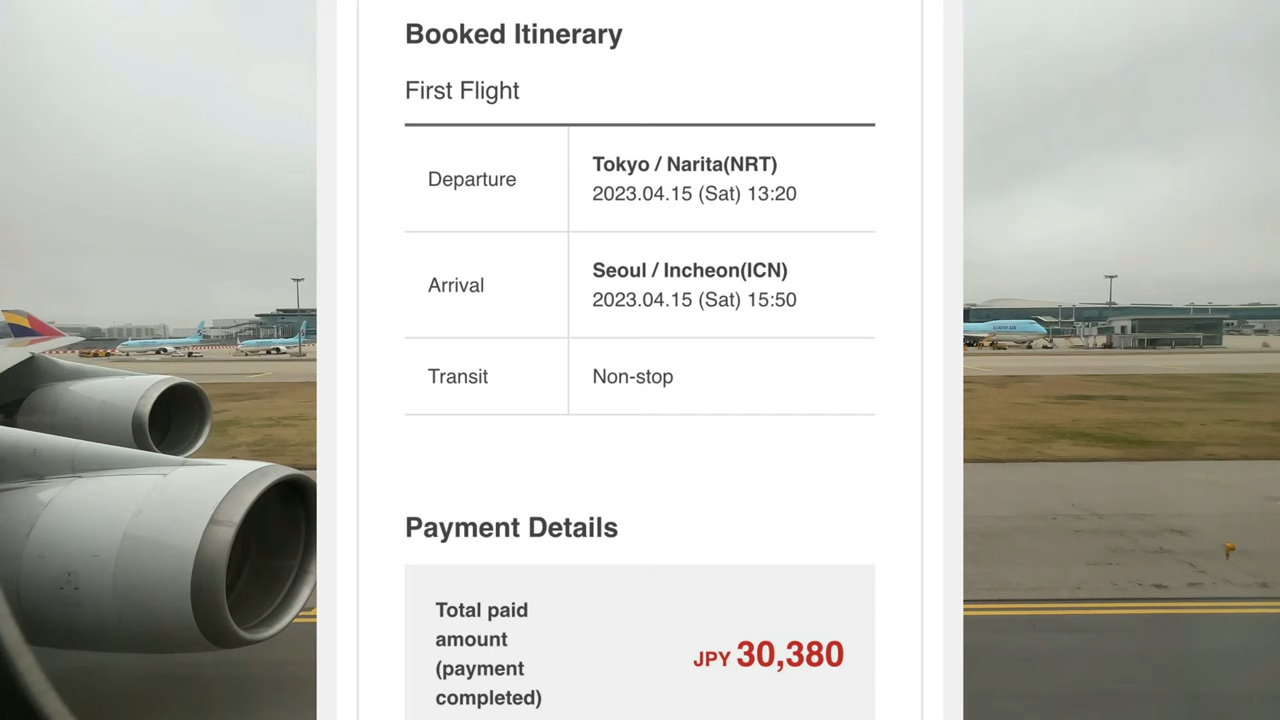 Booked Itinerary
First Flight
Departure
Tokyo / Narita(NRT)
2023.04.15 (Sat) 13:20
Arrival
Seoul / Incheon(ICN)
2023.04.15 (Sat) 15:50
Transit
Non-stop
Payment Details
Total paid
amount
(payment
completed)
JPY 30,380